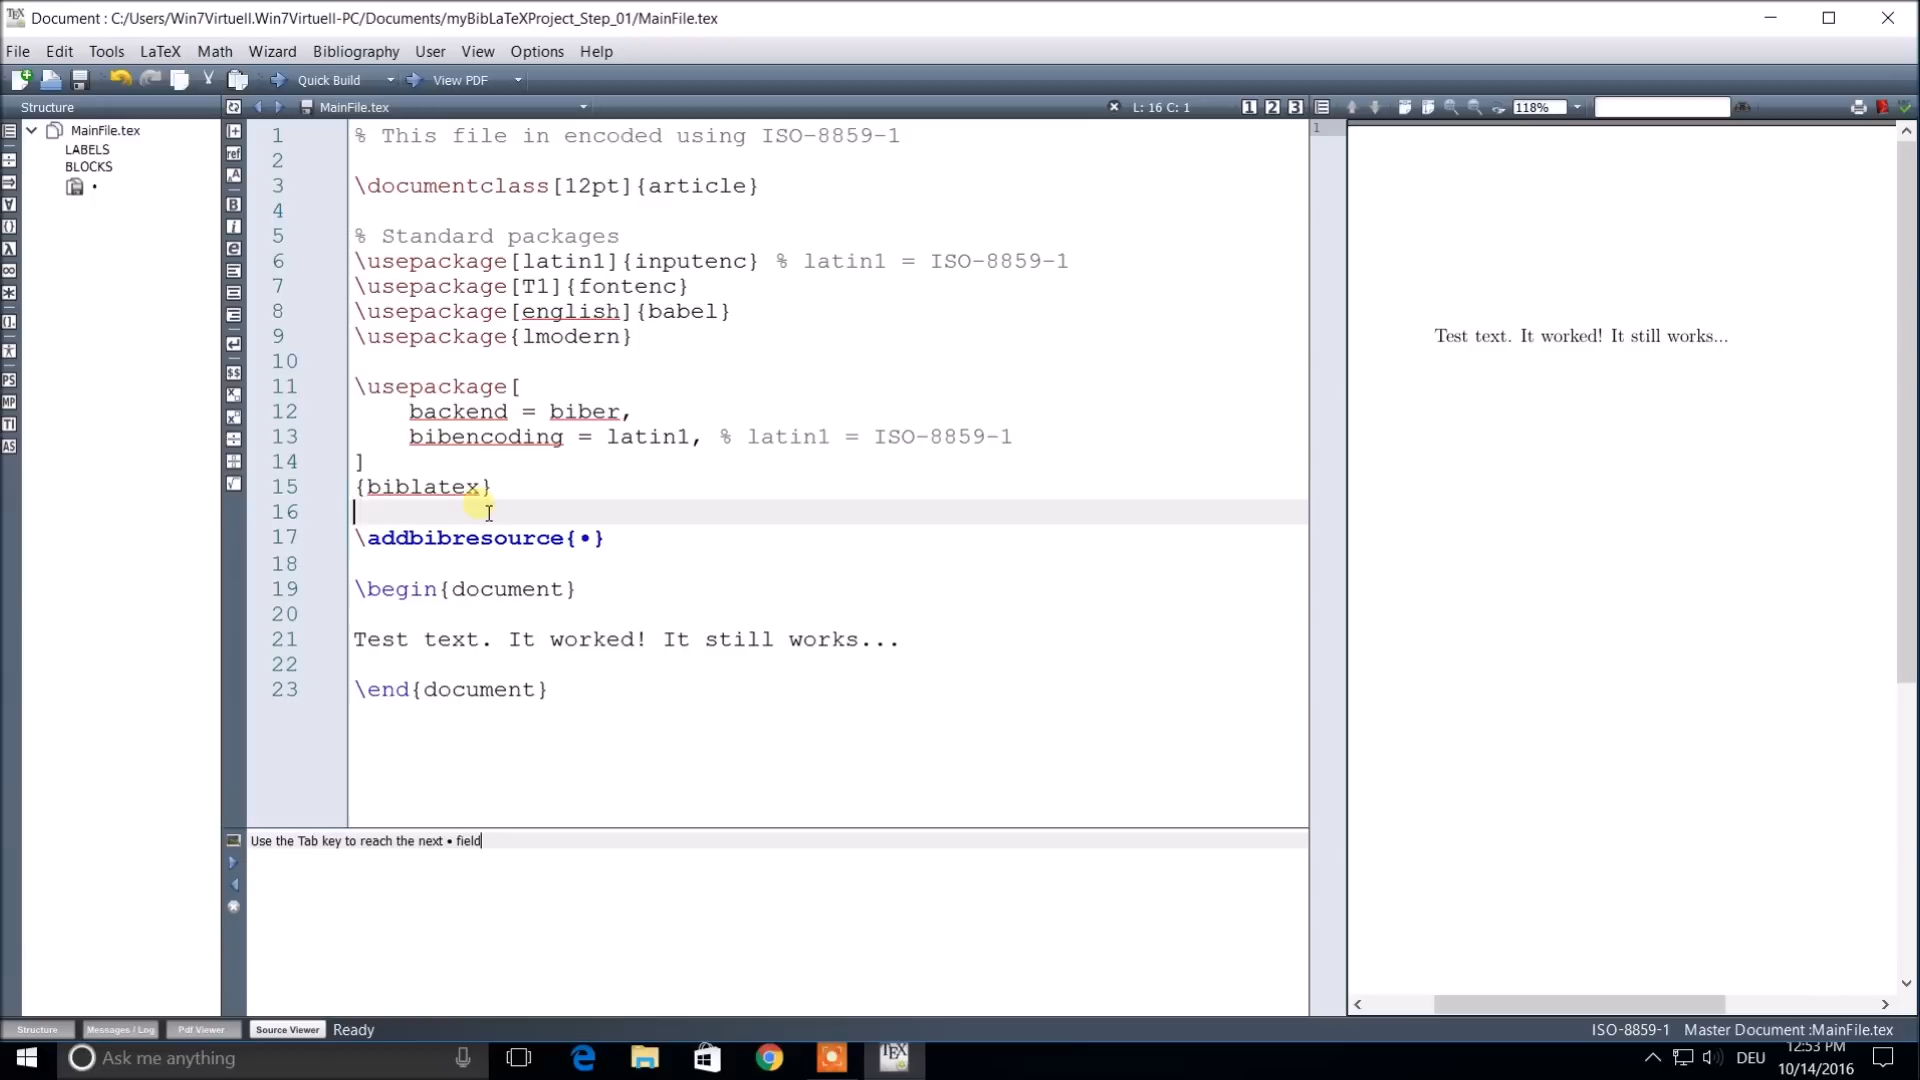 Document : C:/Users/Win7Virtuell.Win7Virtuell-PC/Documents/myBibLaTeXProject_Step_01/MainFile.tex
File Edit Tools LaTeX Math Wizard Bibliography User View Options Help
Quick Build View PDF
Structure MainFile.tex L: 16 C: 1 1 2 3 118%
MainFile.tex
LABELS
BLOCKS
•
1 % This file in encoded using ISO-8859-1
2
3 \documentclass[12pt]{article}
4
5 % Standard packages
6 \usepackage[latin1]{inputenc} % latin1 = ISO-8859-1
7 \usepackage[T1]{fontenc}
8 \usepackage[english]{babel}
9 \usepackage{lmodern}
10
11 \usepackage[
12 backend = biber,
13 bibencoding = latin1, % latin1 = ISO-8859-1
14 ]
15 {biblatex}
16
17 \addbibresource{•}
18
19 \begin{document}
20
21 Test text. It worked! It still works...
22
23 \end{document}
1
Test text. It worked! It still works...
Use the Tab key to reach the next • field
Structure Messages / Log Pdf Viewer Source Viewer Ready ISO-8859-1 Master Document :MainFile.tex
Ask me anything DEU 12:53 PM
10/14/2016